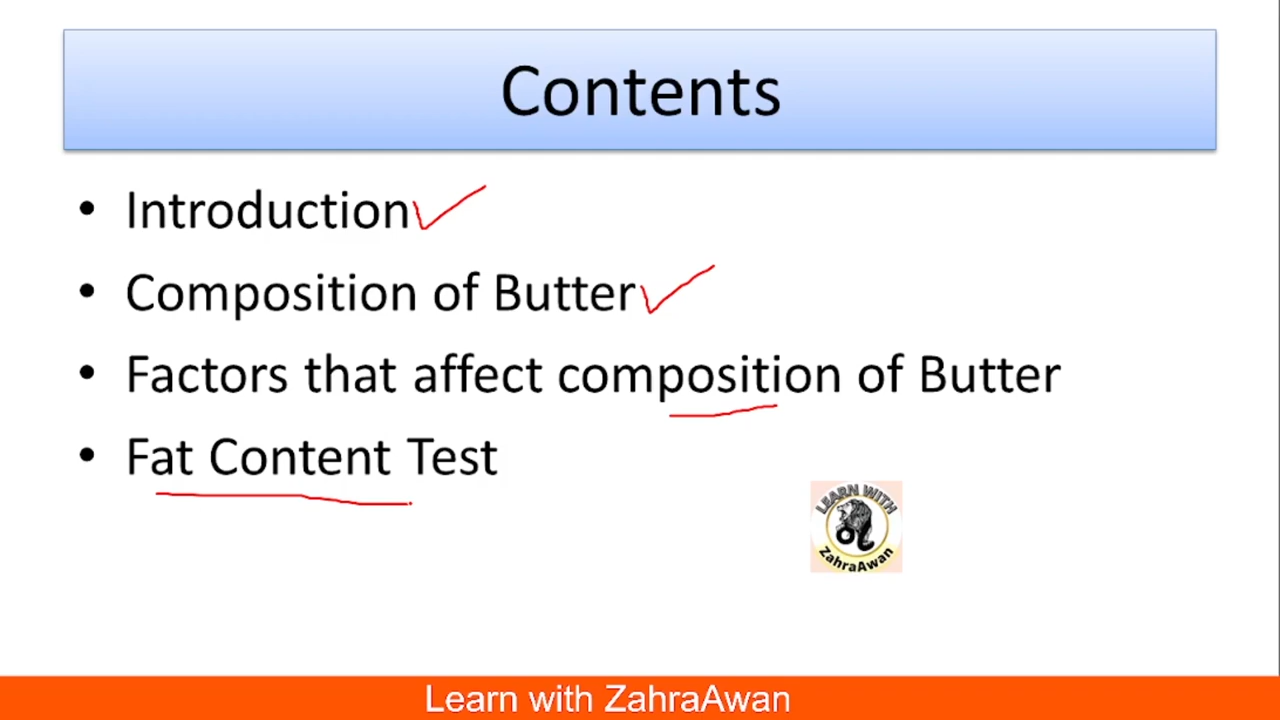 Contents
• Introduction
• Composition of Butter
• Factors that affect composition of Butter
• Fat Content Test
LEARN WITH
ZahraAwan
Learn with ZahraAwan